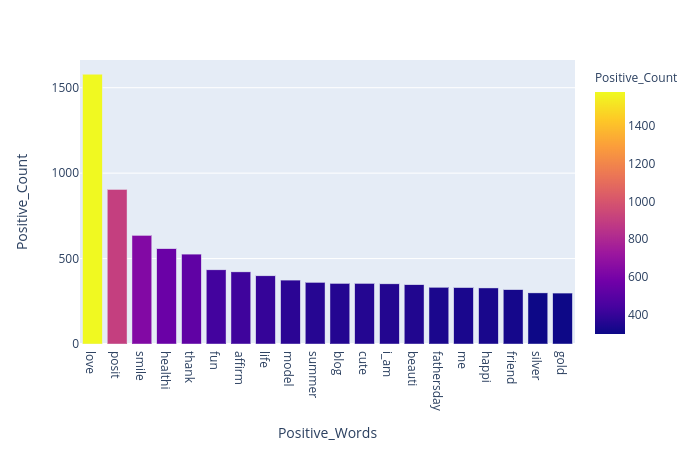 Positive_Count
1500
1000
500
0
Positive_Count
1400
1200
1000
800
600
400
love
posit
smile
healthi
thank
fun
affirm
life
model
summer
blog
cute
i_am
beauti
fathersday
me
happi
friend
silver
gold
Positive_Words